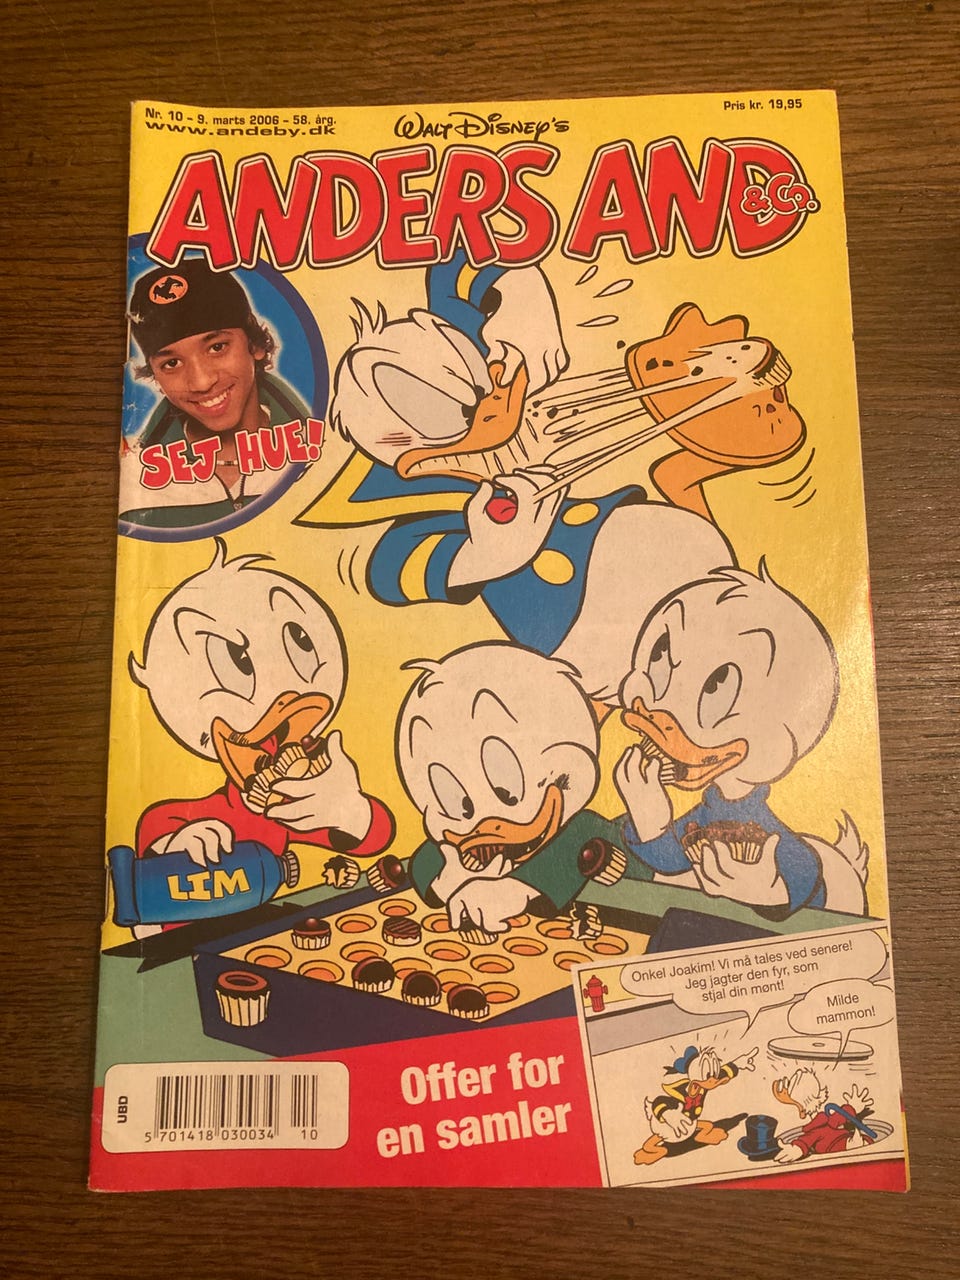 Nr. 10 - 9. marts 2006 - 58. årg.
www.andeby.dk
Pris kr. 19,95
WALT DISNEY'S
ANDERS AND
& Co.
SEJ HUE!
LIM
Onkel Joakim! Vi må tales ved senere!
Jeg jagter den fyr, som
stjal din mønt!
Milde
mammon!
Offer for
en samler
UBD
5 701418 030034 10